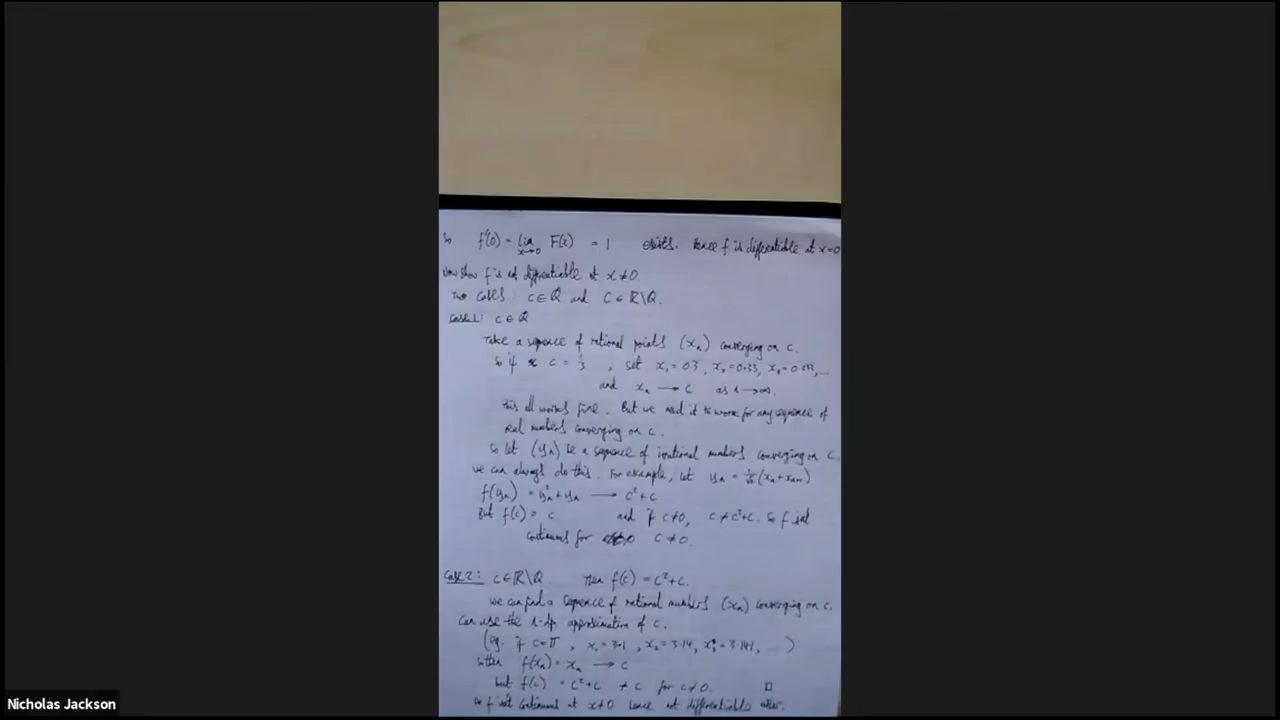 So f'(0) = lim x→0 F(x) = 1 exists. Hence f is differentiable at x=0
Now show f is not differentiable at x≠0.
Two cases: c∈ℚ and c∈ℝ\ℚ.
Case 1: c∈ℚ
Take a sequence of rational points (xₙ) converging on c.
So if c = 1/3, set x₁=0.3, x₂=0.33, x₃=0.333,...
and xₙ → c as n→∞.
This all works fine. But we need it to work for any sequence of
real numbers converging on c.
So let (yₙ) be a sequence of irrational numbers converging on c.
We can always do this. For example, let yₙ = (xₙ+xₙ₊₁)
f(yₙ) = yₙ²+yₙ → c²+c
But f(c) = c and if c≠0, c≠c²+c. So f isn't
continuous for c≠0.
Case 2: c∈ℝ\ℚ Then f(c) = c²+c.
We can find a sequence of rational numbers (xₙ) converging on c.
Can use the n-dp approximation of c.
(eg. if c=π, x₁=3.1, x₂=3.14, x₃=3.141, ... )
So then f(xₙ) = xₙ → c
but f(c) = c²+c ≠ c for c≠0. □
So f isn't continuous at x≠0 hence not differentiable either.
Nicholas Jackson